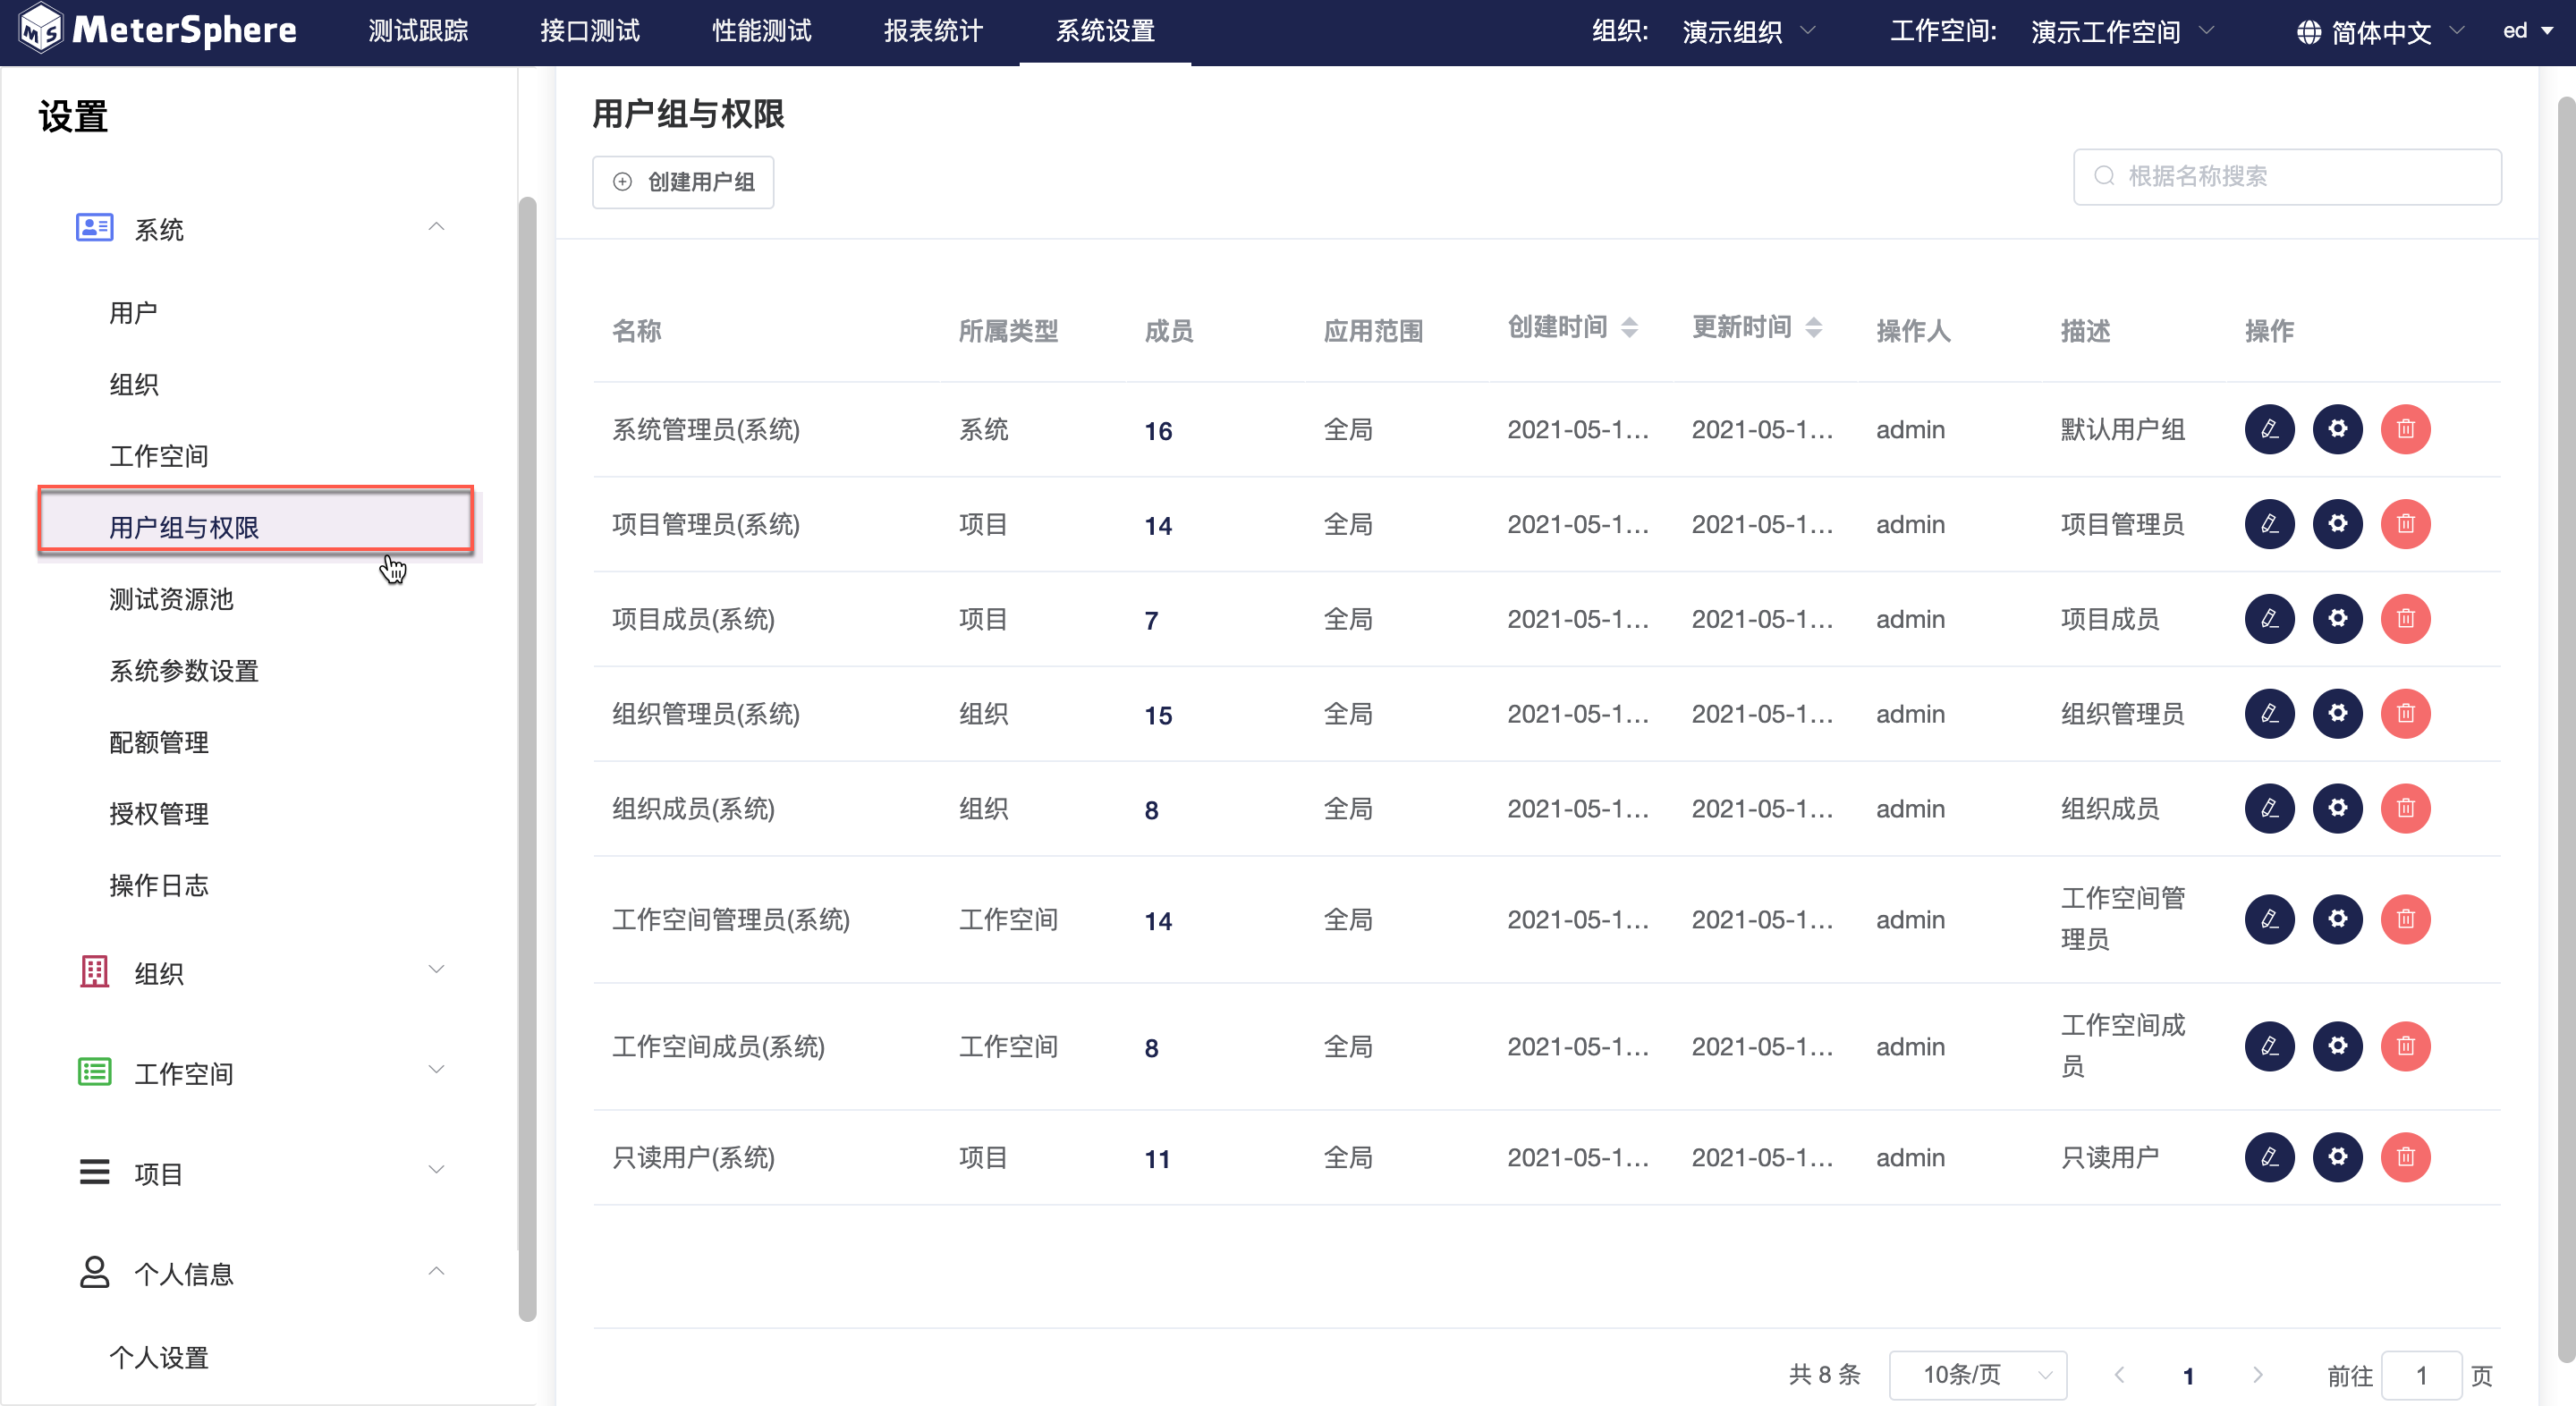 MeterSphere 测试跟踪 接口测试 性能测试 报表统计 系统设置 组织: 演示组织 工作空间: 演示工作空间 简体中文 ed
设置
系统
用户
组织
工作空间
用户组与权限
测试资源池
系统参数设置
配额管理
授权管理
操作日志
组织
工作空间
项目
个人信息
个人设置
用户组与权限
创建用户组
根据名称搜索
名称 所属类型 成员 应用范围 创建时间 更新时间 操作人 描述 操作
系统管理员(系统) 系统 16 全局 2021-05-1... 2021-05-1... admin 默认用户组
项目管理员(系统) 项目 14 全局 2021-05-1... 2021-05-1... admin 项目管理员
项目成员(系统) 项目 7 全局 2021-05-1... 2021-05-1... admin 项目成员
组织管理员(系统) 组织 15 全局 2021-05-1... 2021-05-1... admin 组织管理员
组织成员(系统) 组织 8 全局 2021-05-1... 2021-05-1... admin 组织成员
工作空间管理员(系统) 工作空间 14 全局 2021-05-1... 2021-05-1... admin 工作空间管
理员
工作空间成员(系统) 工作空间 8 全局 2021-05-1... 2021-05-1... admin 工作空间成
员
只读用户(系统) 项目 11 全局 2021-05-1... 2021-05-1... admin 只读用户
共 8 条 10条/页 1 前往 1 页